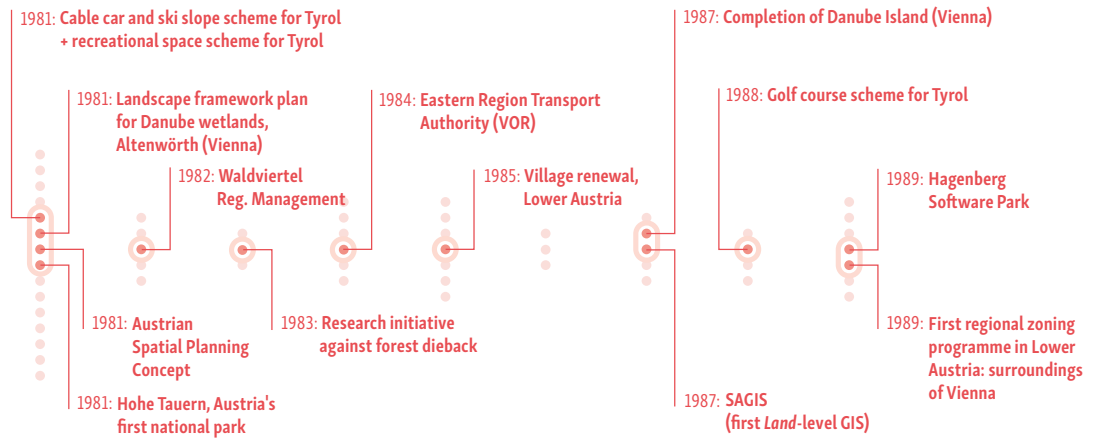 1981: Cable car and ski slope scheme for Tyrol
+ recreational space scheme for Tyrol
1981: Landscape framework plan
for Danube wetlands,
Altenwörth (Vienna)
1982: Waldviertel
Reg. Management
1984: Eastern Region Transport
Authority (VOR)
1985: Village renewal,
Lower Austria
1987: Completion of Danube Island (Vienna)
1988: Golf course scheme for Tyrol
1989: Hagenberg
Software Park
1981: Austrian
Spatial Planning
Concept
1981: Hohe Tauern, Austria's
first national park
1983: Research initiative
against forest dieback
1987: SAGIS
(first Land-level GIS)
1989: First regional zoning
programme in Lower
Austria: surroundings
of Vienna